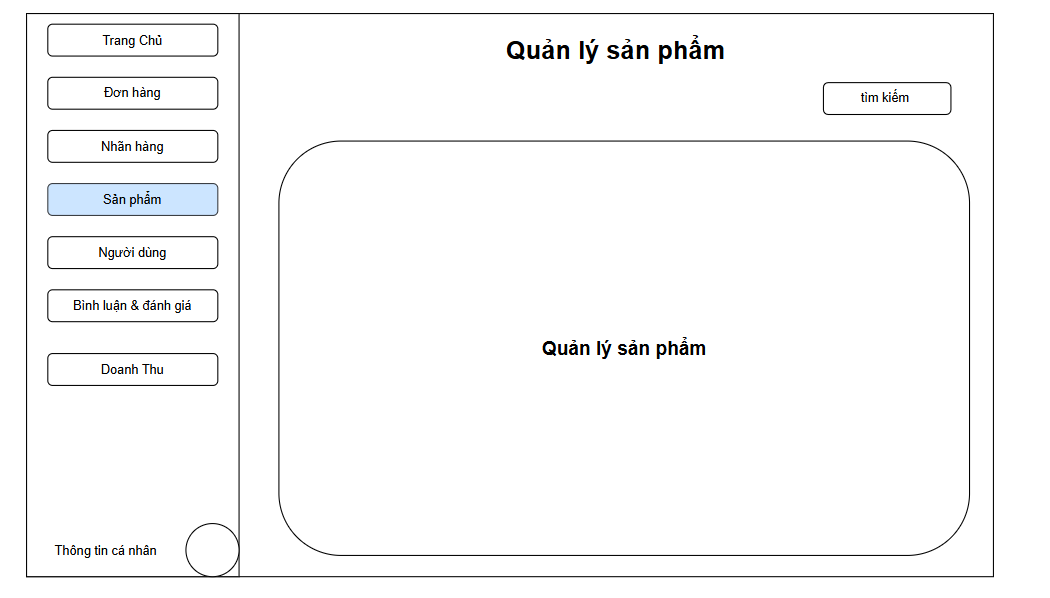 Trang Chủ
Đơn hàng
Nhãn hàng
Sản phẩm
Người dùng
Bình luận & đánh giá
Doanh Thu
Thông tin cá nhân
Quản lý sản phẩm
tìm kiếm
Quản lý sản phẩm